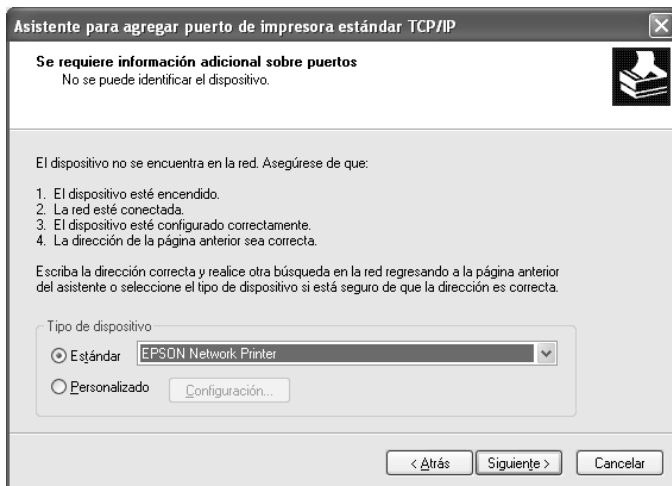 Asistente para agregar puerto de impresora estándar TCP/IP
Se requiere información adicional sobre puertos
No se puede identificar el dispositivo.
El dispositivo no se encuentra en la red. Asegúrese de que:
1. El dispositivo esté encendido.
2. La red esté conectada.
3. El dispositivo esté configurado correctamente.
4. La dirección de la página anterior sea correcta.
Escriba la dirección correcta y realice otra búsqueda en la red regresando a la página anterior
del asistente o seleccione el tipo de dispositivo si está seguro de que la dirección es correcta.
Tipo de dispositivo
Estándar EPSON Network Printer
Personalizado Configuración...
< Atrás Siguiente > Cancelar